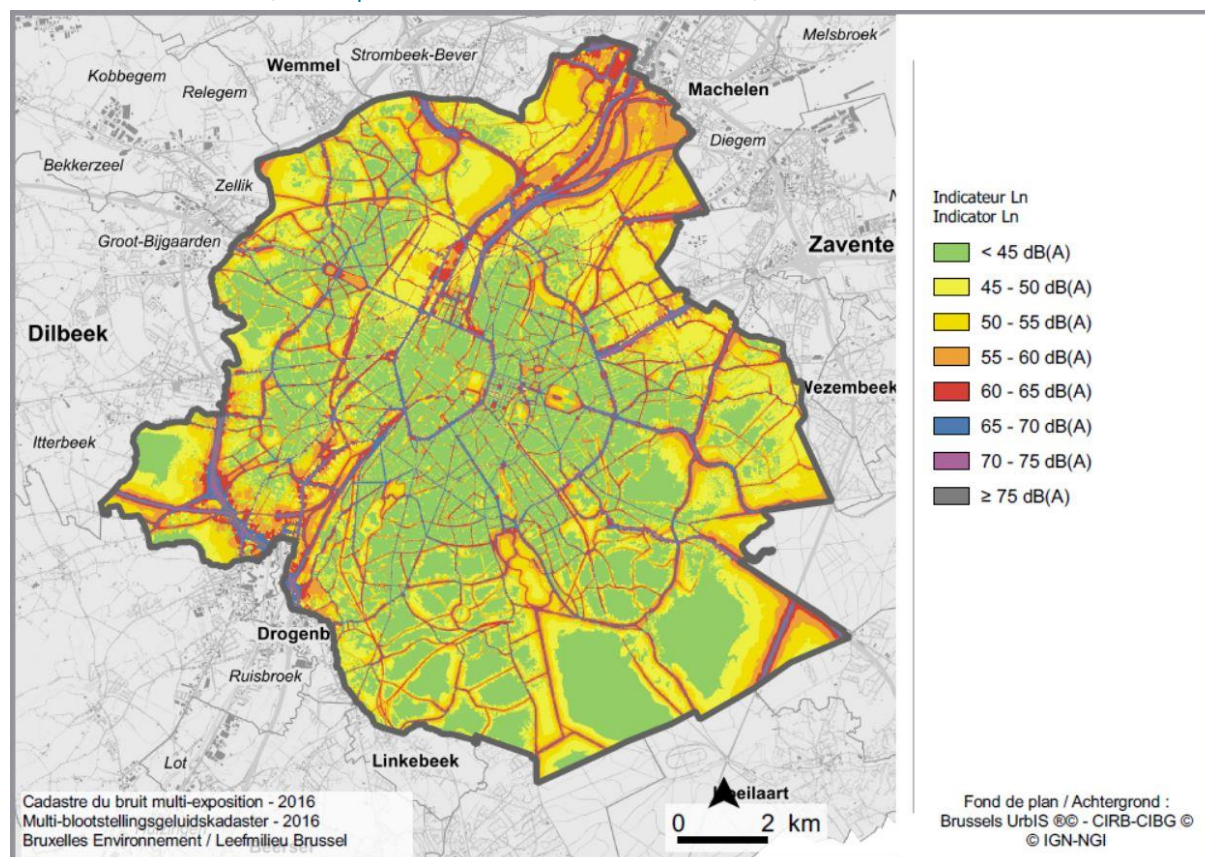 Melsbroek
Strombeek-Bever
Wemmel
Kobbegem
Machelen
Relegem
Diegem
Bekkerzeel
Zellik
Groot-Bijgaarden
Zavente
Dilbeek
Wezembeek
Itterbeek
Drogenb
Ruisbroek
Linkebeek
Lot
Indicateur Ln
Indicator Ln
< 45 dB(A)
45 - 50 dB(A)
50 - 55 dB(A)
55 - 60 dB(A)
60 - 65 dB(A)
65 - 70 dB(A)
70 - 75 dB(A)
≥ 75 dB(A)
Cadastre du bruit multi-exposition - 2016
Multi-blootstellingsgeluidskadaster - 2016
Bruxelles Environnement / Leefmilieu Brussel
0 2 km
Fond de plan / Achtergrond :
Brussels UrbIS ®© - CIRB-CIBG ©
© IGN-NGI